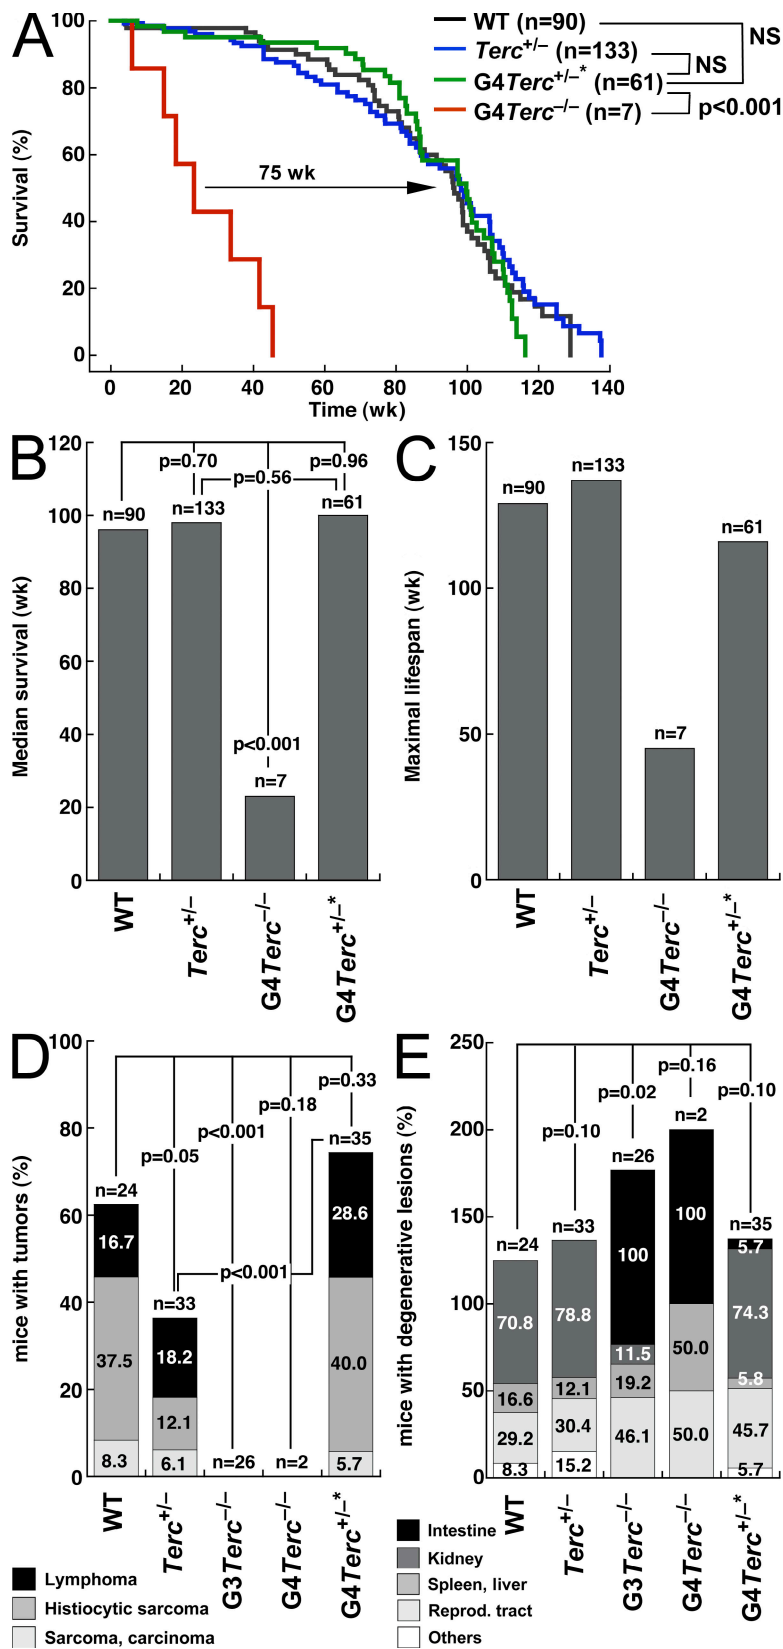 A
WT (n=90)
Terc+/– (n=133)
G4Terc+/–* (n=61)
G4Terc–/– (n=7)
NS
NS
p<0.001
75 wk
Survival (%)
100
80
60
40
20
0
0 20 40 60 80 100 120 140
Time (wk)
B
Median survival (wk)
120
100
80
60
40
20
0
p=0.70
p=0.96
p=0.56
n=90
n=133
n=61
p<0.001
n=7
WT
Terc+/–
G4Terc–/–
G4Terc+/–*
C
Maximal lifespan (wk)
150
100
50
0
n=90
n=133
n=7
n=61
WT
Terc+/–
G4Terc–/–
G4Terc+/–*
D
mice with tumors (%)
100
80
60
40
20
0
p=0.05
p<0.001
p=0.18
p=0.33
p<0.001
n=24
16.7
37.5
8.3
n=33
18.2
12.1
6.1
n=26
n=2
n=35
28.6
40.0
5.7
WT
Terc+/–
G3Terc–/–
G4Terc–/–
G4Terc+/–*
Lymphoma
Histiocytic sarcoma
Sarcoma, carcinoma
E
mice with degenerative lesions (%)
250
200
150
100
50
0
p=0.10
p=0.02
p=0.16
p=0.10
n=24
70.8
16.6
29.2
8.3
n=33
78.8
12.1
30.4
15.2
n=26
100
11.5
19.2
46.1
n=2
100
50.0
50.0
n=35
5.7
74.3
5.8
45.7
5.7
WT
Terc+/–
G3Terc–/–
G4Terc–/–
G4Terc+/–*
Intestine
Kidney
Spleen, liver
Reprod. tract
Others